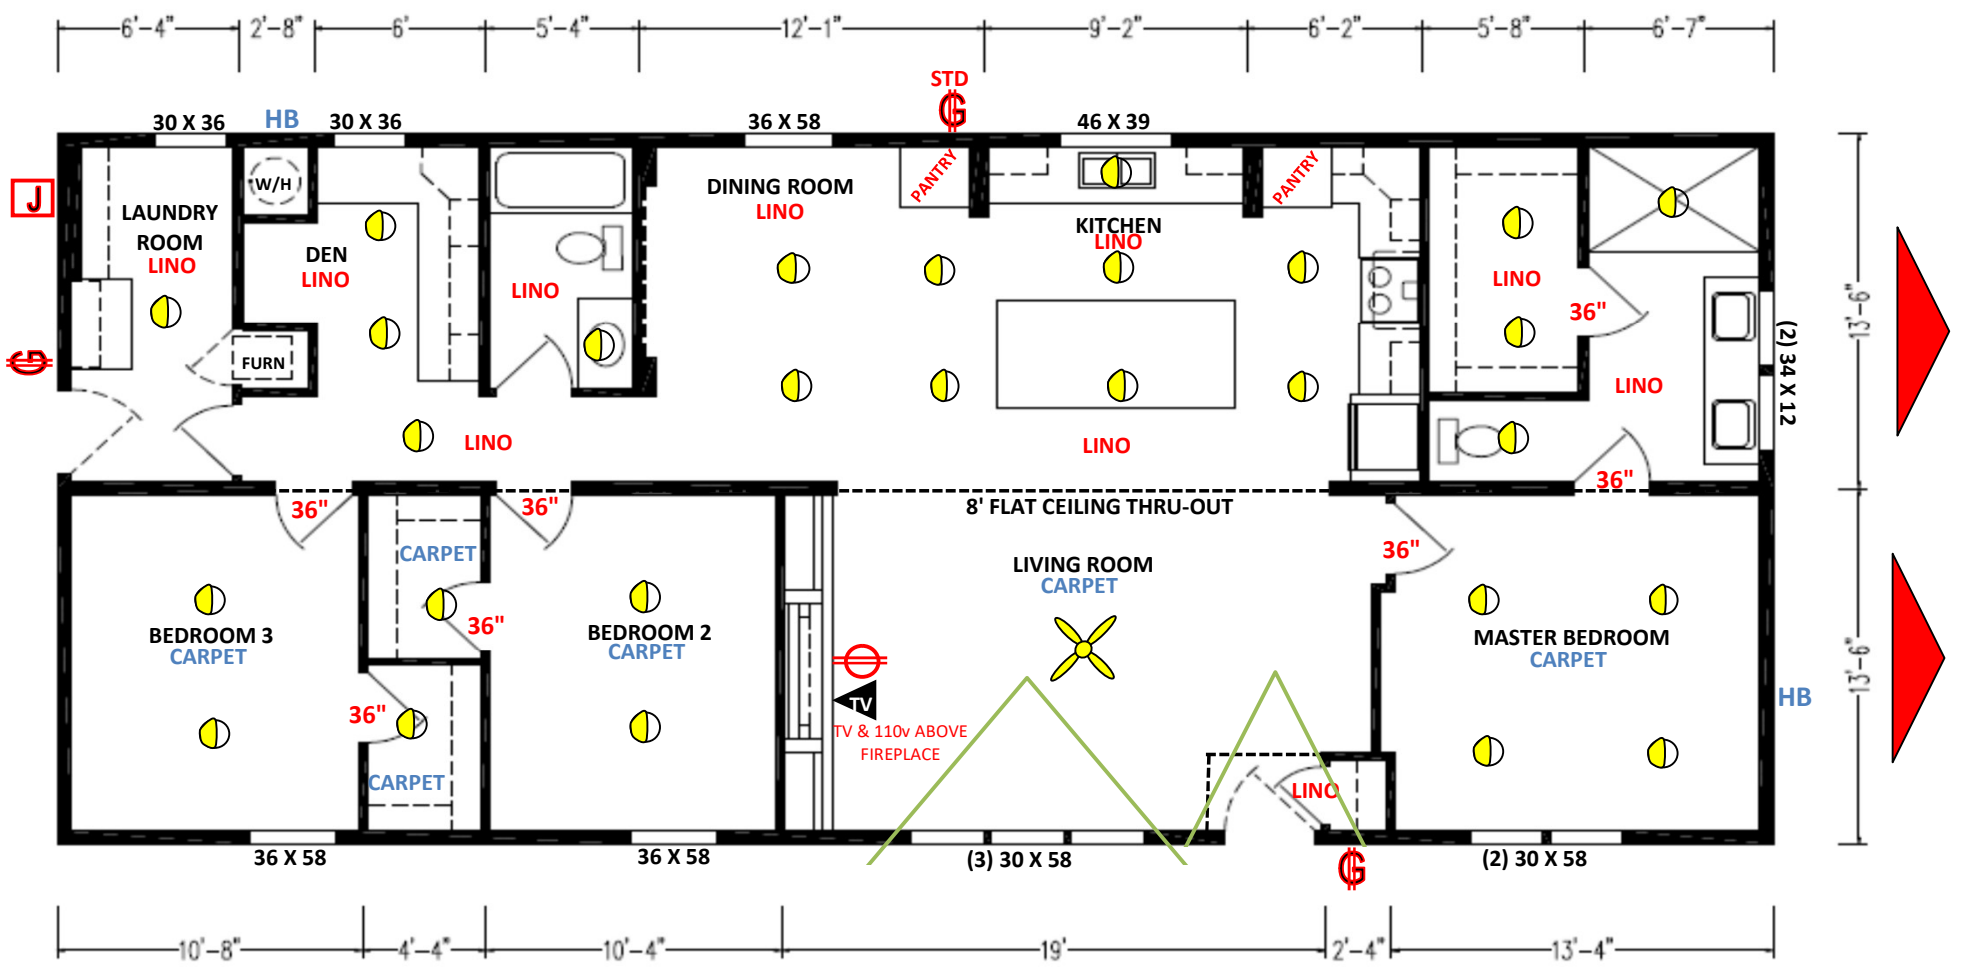 6'-4" 2'-8" 6' 5'-4" 12'-1" 9'-2" 6'-2" 5'-8" 6'-7"
STD
G
30 X 36
HB
30 X 36
36 X 58
46 X 39
J
W/H
PANTRY
PANTRY
LAUNDRY
ROOM
LINO
DINING ROOM
LINO
KITCHEN
LINO
DEN
LINO
LINO
LINO
36"
13'-6"
G
FURN
(2) 34 X 12
LINO
LINO
LINO
36"
36"
36"
8' FLAT CEILING THRU-OUT
CARPET
36"
LIVING ROOM
CARPET
36"
BEDROOM 3
CARPET
BEDROOM 2
CARPET
MASTER BEDROOM
CARPET
HB
13'-6"
36"
TV
TV & 110v ABOVE
FIREPLACE
CARPET
LINO
36 X 58
36 X 58
(3) 30 X 58
G
(2) 30 X 58
10'-8" 4'-4" 10'-4" 19' 2'-4" 13'-4"